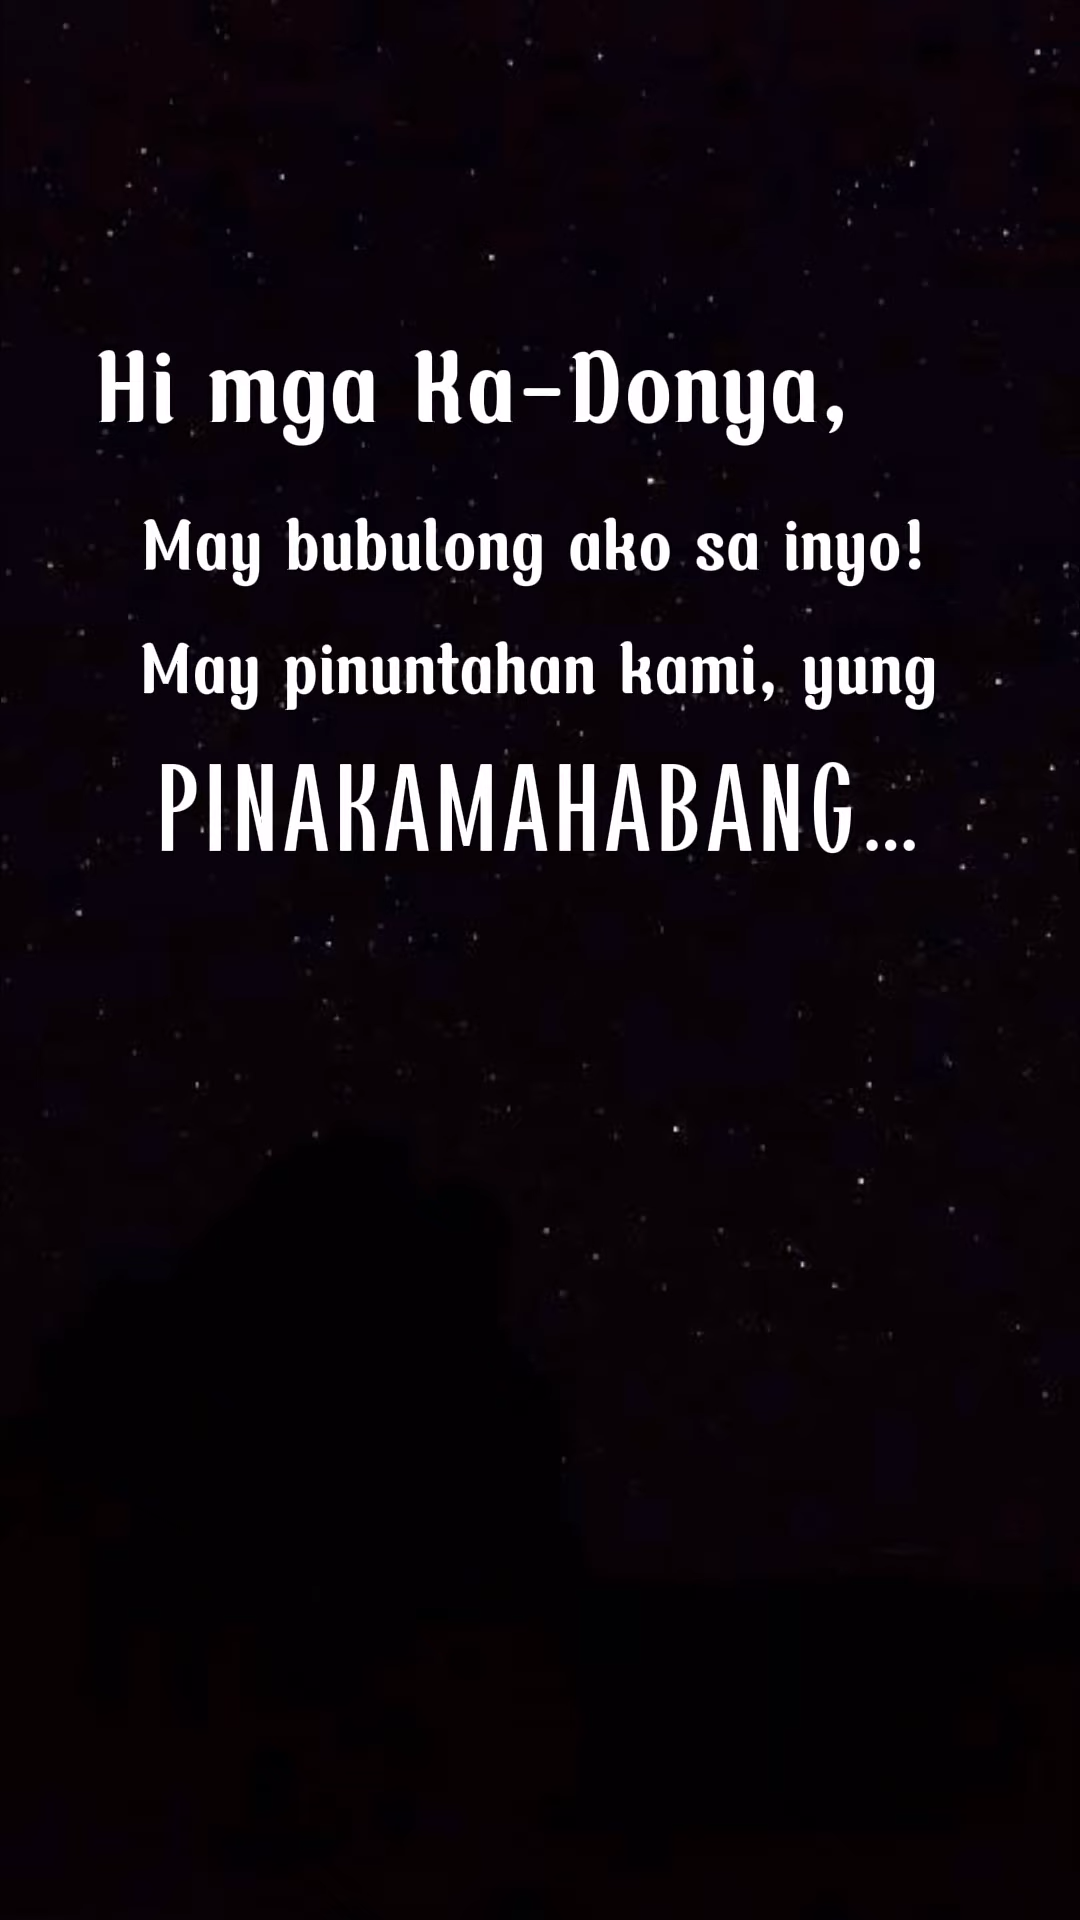 Hi mga Ka-Donya,
May bubulong ako sa inyo!
May pinuntahan kami, yung
PINAKAMAHABANG...